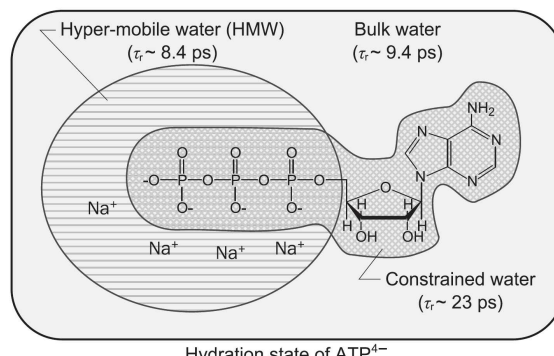 Hyper-mobile water (HMW)
(τr~ 8.4 ps)
Bulk water
(τr~ 9.4 ps)
NH2
N
N
N
N
O
O
O
-O
P
O
P
O
P
O
O-
O-
O-
O
H
H
H
H
OH
OH
Na+
Na+
Na+
Na+
Constrained water
(τr~ 23 ps)
Hydration state of ATP4−